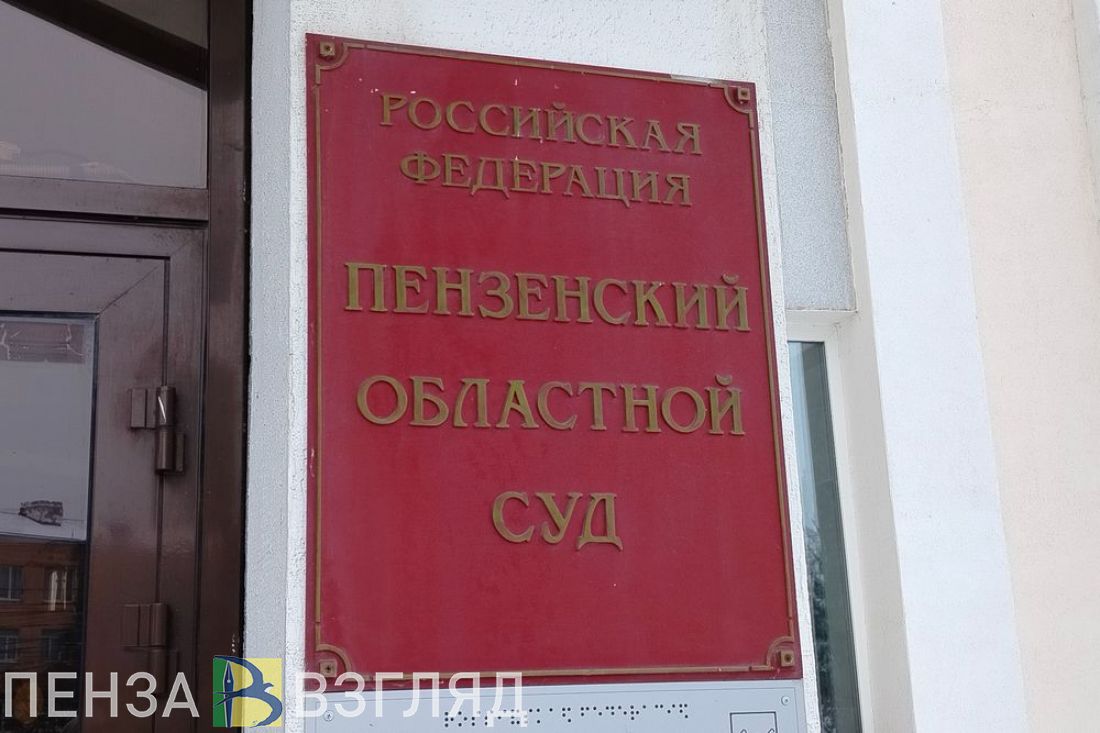 РОССИЙСКАЯ
ФЕДЕРАЦИЯ
ПЕНЗЕНСКИЙ
ОБЛАСТНОЙ
СУД
ПЕНЗА В ВЗГЛЯД